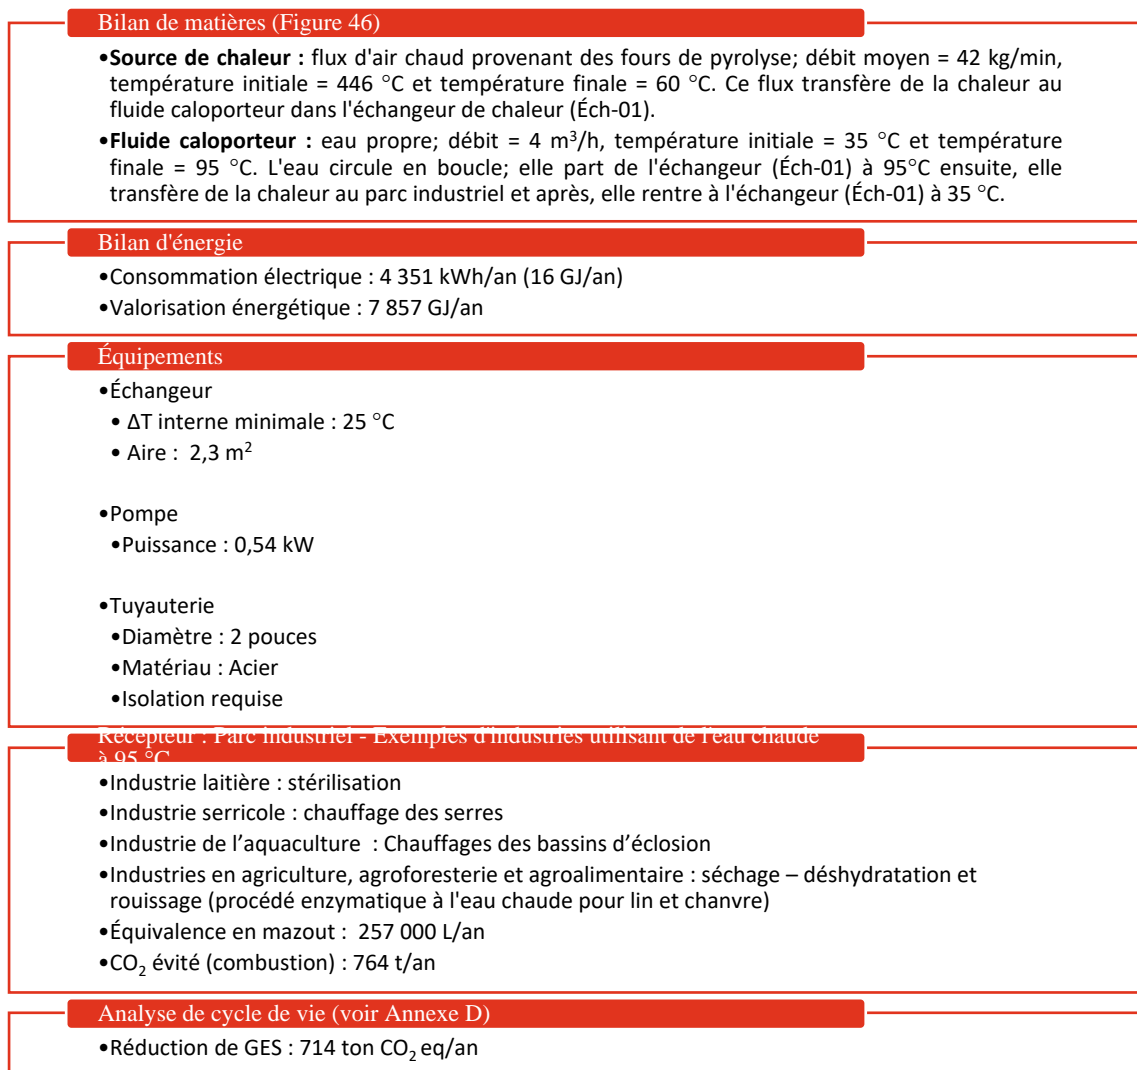 Bilan de matières (Figure 46)
•Source de chaleur : flux d'air chaud provenant des fours de pyrolyse; débit moyen = 42 kg/min,
température initiale = 446 °C et température finale = 60 °C. Ce flux transfère de la chaleur au
fluide caloporteur dans l'échangeur de chaleur (Éch-01).
•Fluide caloporteur : eau propre; débit = 4 m³/h, température initiale = 35 °C et température
finale = 95 °C. L'eau circule en boucle; elle part de l'échangeur (Éch-01) à 95°C ensuite, elle
transfère de la chaleur au parc industriel et après, elle rentre à l'échangeur (Éch-01) à 35 °C.
Bilan d'énergie
•Consommation électrique : 4 351 kWh/an (16 GJ/an)
•Valorisation énergétique : 7 857 GJ/an
Équipements
•Échangeur
• ΔT interne minimale : 25 °C
• Aire : 2,3 m²
•Pompe
•Puissance : 0,54 kW
•Tuyauterie
•Diamètre : 2 pouces
•Matériau : Acier
•Isolation requise
Récepteur : Parc industriel - Exemples d'industries utilisant de l'eau chaude
à 95 °C
•Industrie laitière : stérilisation
•Industrie serricole : chauffage des serres
•Industrie de l’aquaculture : Chauffages des bassins d’éclosion
•Industries en agriculture, agroforesterie et agroalimentaire : séchage – déshydratation et
rouissage (procédé enzymatique à l'eau chaude pour lin et chanvre)
•Équivalence en mazout : 257 000 L/an
•CO₂ évité (combustion) : 764 t/an
Analyse de cycle de vie (voir Annexe D)
•Réduction de GES : 714 ton CO₂ eq/an